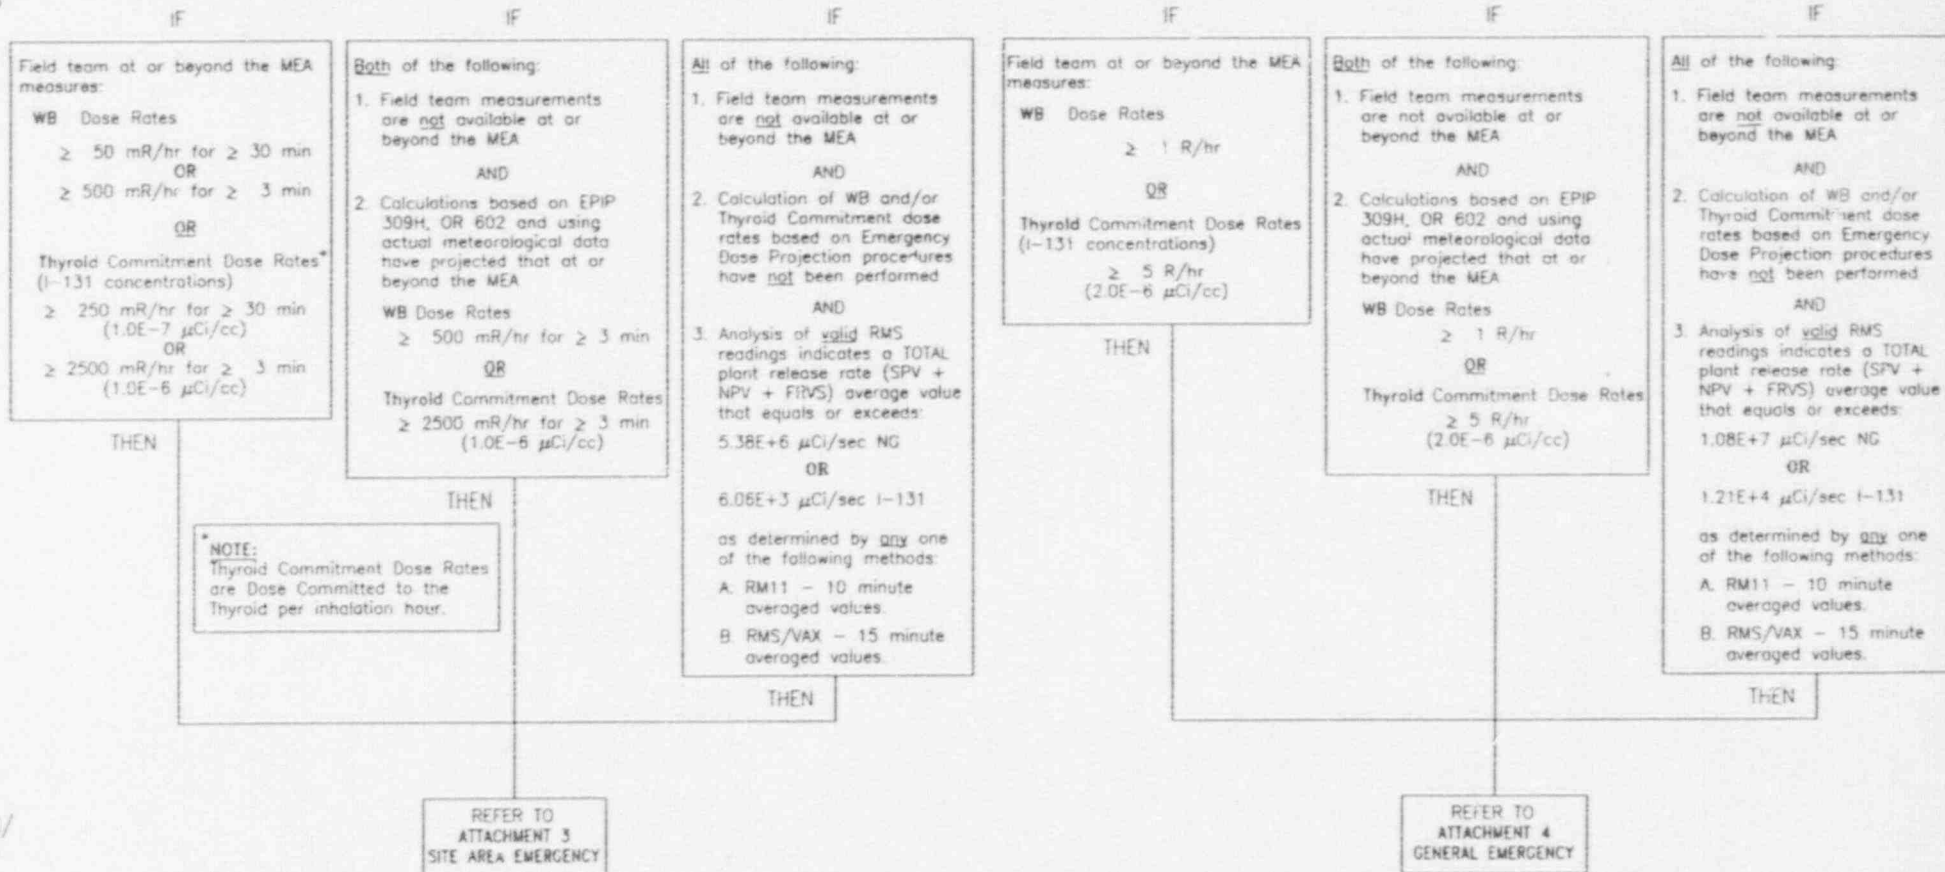 IF
Field team at or beyond the MEA
measures:
WB Dose Rates
≥ 50 mR/hr for ≥ 30 min
OR
≥ 500 mR/hr for ≥ 3 min
OR
Thyroid Commitment Dose Rates*
(I-131 concentrations)
≥ 250 mR/hr for ≥ 30 min
(1.0E-7 μCi/cc)
OR
≥ 2500 mR/hr for ≥ 3 min
(1.0E-6 μCi/cc)
THEN
IF
Both of the following:
1. Field team measurements
are not available at or
beyond the MEA
AND
2. Calculations based on EPIP
309H, OR 602 and using
actual meteorological data
have projected that at or
beyond the MEA
WB Dose Rates
≥ 500 mR/hr for ≥ 3 min
OR
Thyroid Commitment Dose Rates
≥ 2500 mR/hr for ≥ 3 min
(1.0E-6 μCi/cc)
THEN
*
NOTE:
Thyroid Commitment Dose Rates
are Dose Committed to the
Thyroid per inhalation hour.
IF
All of the following:
1. Field team measurements
are not available at or
beyond the MEA
AND
2. Calculation of WB and/or
Thyroid Commitment dose
rates based on Emergency
Dose Projection procedures
have not been performed
AND
3. Analysis of valid RMS
readings indicates a TOTAL
plant release rate (SPV +
NPV + FRVS) average value
that equals or exceeds:
5.38E+6 μCi/sec NG
OR
6.06E+3 μCi/sec I-131
as determined by any one
of the following methods:
A. RM11 - 10 minute
averaged values.
B. RMS/VAX - 15 minute
averaged values.
THEN
REFER TO
ATTACHMENT 3
SITE AREA EMERGENCY
IF
Field team at or beyond the MEA
measures:
WB Dose Rates
≥ 1 R/hr
OR
Thyroid Commitment Dose Rates
(I-131 concentrations)
≥ 5 R/hr
(2.0E-6 μCi/cc)
THEN
IF
Both of the following:
1. Field team measurements
are not available at or
beyond the MEA
AND
2. Calculations based on EPIP
309H, OR 602 and using
actual meteorological data
have projected that at or
beyond the MEA
WB Dose Rates
≥ 1 R/hr
OR
Thyroid Commitment Dose Rates
≥ 5 R/hr
(2.0E-6 μCi/cc)
THEN
IF
All of the following:
1. Field team measurements
are not available at or
beyond the MEA
AND
2. Calculation of WB and/or
Thyroid Commitment dose
rates based on Emergency
Dose Projection procedures
have not been performed
AND
3. Analysis of valid RMS
readings indicates a TOTAL
plant release rate (SPV +
NPV + FRVS) average value
that equals or exceeds:
1.08E+7 μCi/sec NG
OR
1.21E+4 μCi/sec I-131
as determined by any one
of the following methods:
A. RM11 - 10 minute
averaged values.
B. RMS/VAX - 15 minute
averaged values.
THEN
REFER TO
ATTACHMENT 4
GENERAL EMERGENCY